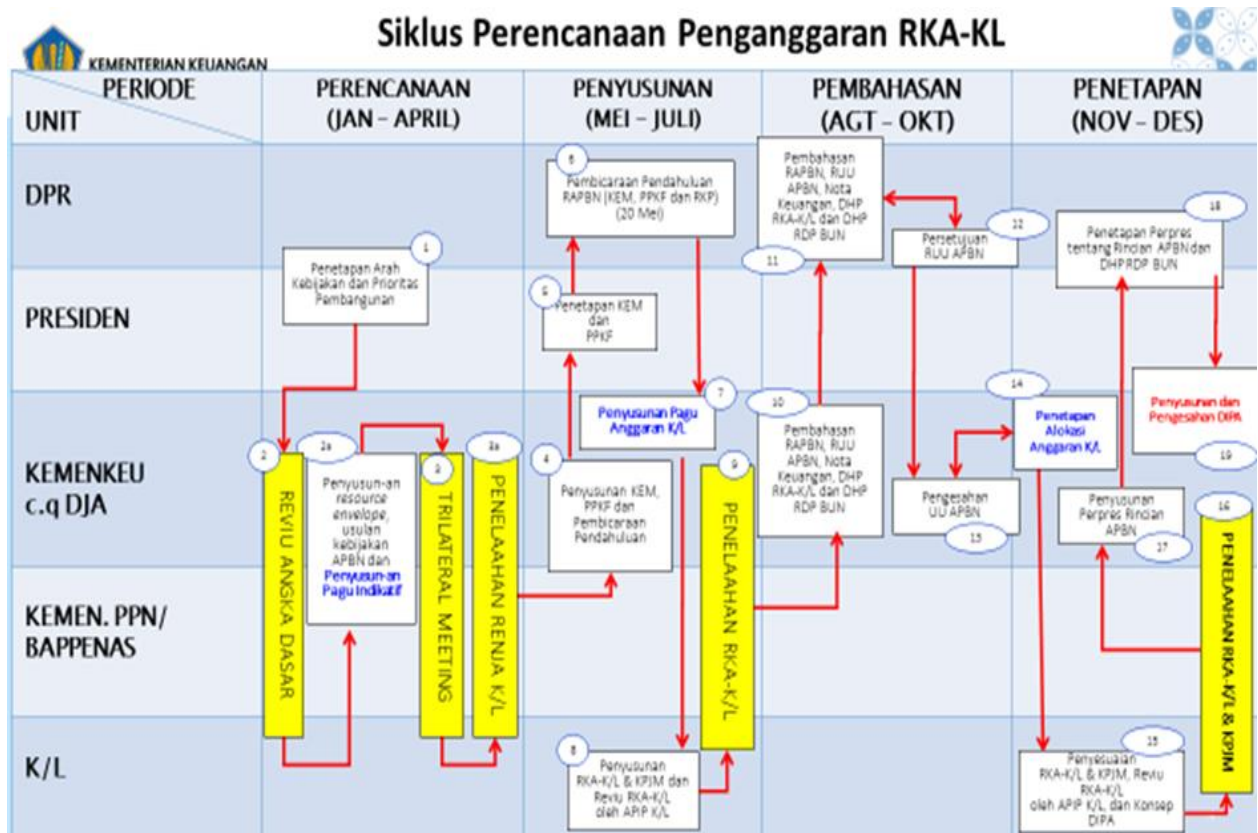 Siklus Perencanaan Penganggaran RKA-KL
KEMENTERIAN KEUANGAN
PERIODE
UNIT
PERENCANAAN
(JAN – APRIL)
PENYUSUNAN
(MEI – JULI)
PEMBAHASAN
(AGT – OKT)
PENETAPAN
(NOV – DES)
DPR
6
Pembicaraan Pendahuluan
RAPBN (KEM, PPKF dan RKP)
(20 Mei)
Pembahasan
RAPBN, RUU
APBN, Nota
Keuangan, DHP
RKA-K/L dan DHP
RDP BUN
11
12
Persetujuan
RUU APBN
18
Penetapan Perpres
tentang Rincian APBN dan
DHP RDP BUN
1
Penetapan Arah
Kebijakan dan Prioritas
Pembangunan
PRESIDEN
5
Penetapan KEM
dan
PPKF
KEMENKEU
c.q DJA
2
REVIU ANGKA DASAR
2a
Penyusun-an
resource
envelope,
usulan
kebijakan
APBN dan
Penyusun-an
Pagu Indikatif
3
TRILATERAL MEETING
3a
PENELAAHAN RENJA K/L
4
Penyusunan KEM,
PPKF dan
Pembicaraan
Pendahuluan
7
Penyusunan Pagu
Anggaran K/L
9
PENELAAHAN RKA-K/L
10
Pembahasan
RAPBN, RUU
APBN, Nota
Keuangan, DHP
RKA-K/L dan DHP
RDP BUN
Pengesahan
UU APBN
13
14
Penetapan
Alokasi
Anggaran K/L
Penyusunan dan
Pengesahan DIPA
19
Penyusunan
Perpres Rincian
APBN
17
16
PENELAAHAN RKA-K/L & KPJM
KEMEN. PPN/
BAPPENAS
K/L
8
Penyusunan
RKA-K/L & KPJM dan
Reviu RKA-K/L
oleh APIP K/L
15
Penyesuaian
RKA-K/L & KPJM, Reviu
RKA-K/L
oleh APIP K/L, dan Konsep
DIPA